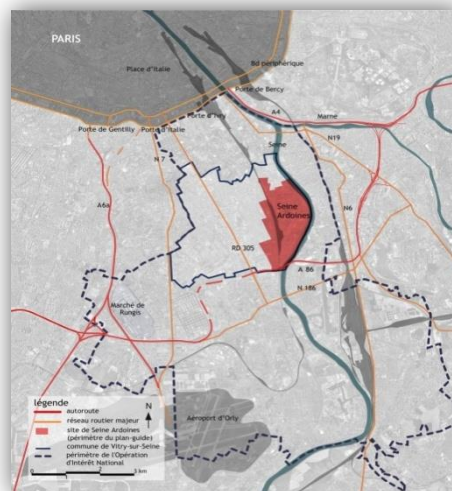 PARIS
Place d'Italie
Bd périphérique
Porte de Bercy
Porte d'Ivry
A4
Marne
Porte de Gentilly
Porte d'Italie
Seine
N19
N 7
A6a
Seine
Ardoines
N6
RD 305
A 86
N 186
Marché de
Rungis
légende
autoroute
réseau routier majeur
site de Seine Ardoines
(périmètre du plan-guide)
commune de Vitry-sur-Seine
périmètre de l'Opération
d'Intérêt National
N
0 1 2 3 km
Aéroport d'Orly